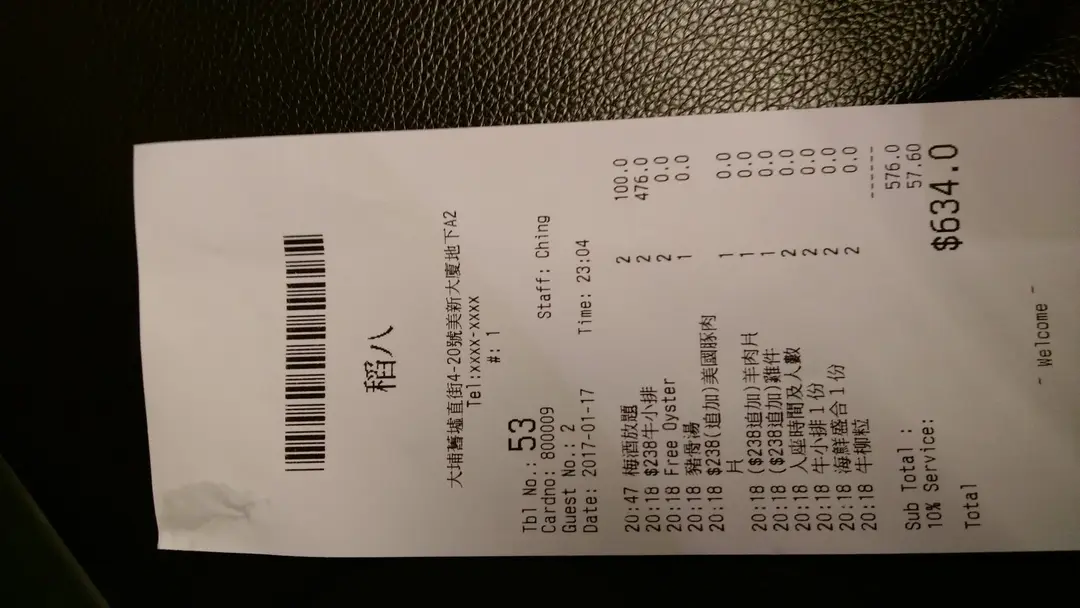 稻八
大埔舊墟直街4-20號美新大廈地下A2
Tel:xxxx-xxxx
#: 1
Tbl No.: 53
Cardno: 800009 Staff: Ching
Guest No.: 2
Date: 2017-01-17 Time: 23:04
20:47 梅酒放題 2 100.0
20:18 $238牛小排 2 476.0
20:18 Free Oyster 2 0.0
20:18 豬骨湯 1 0.0
20:18 $238(追加)美國豚肉
片 1 0.0
20:18 ($238追加)羊肉片 1 0.0
20:18 ($238追加)雞件 1 0.0
20:18 入座時間及人數 2 0.0
20:18 牛小排1份 2 0.0
20:18 海鮮盛合1份 2 0.0
20:18 牛柳粒 2 0.0
------
Sub Total : 576.0
10% Service: 57.60
Total $634.0
- Welcome -